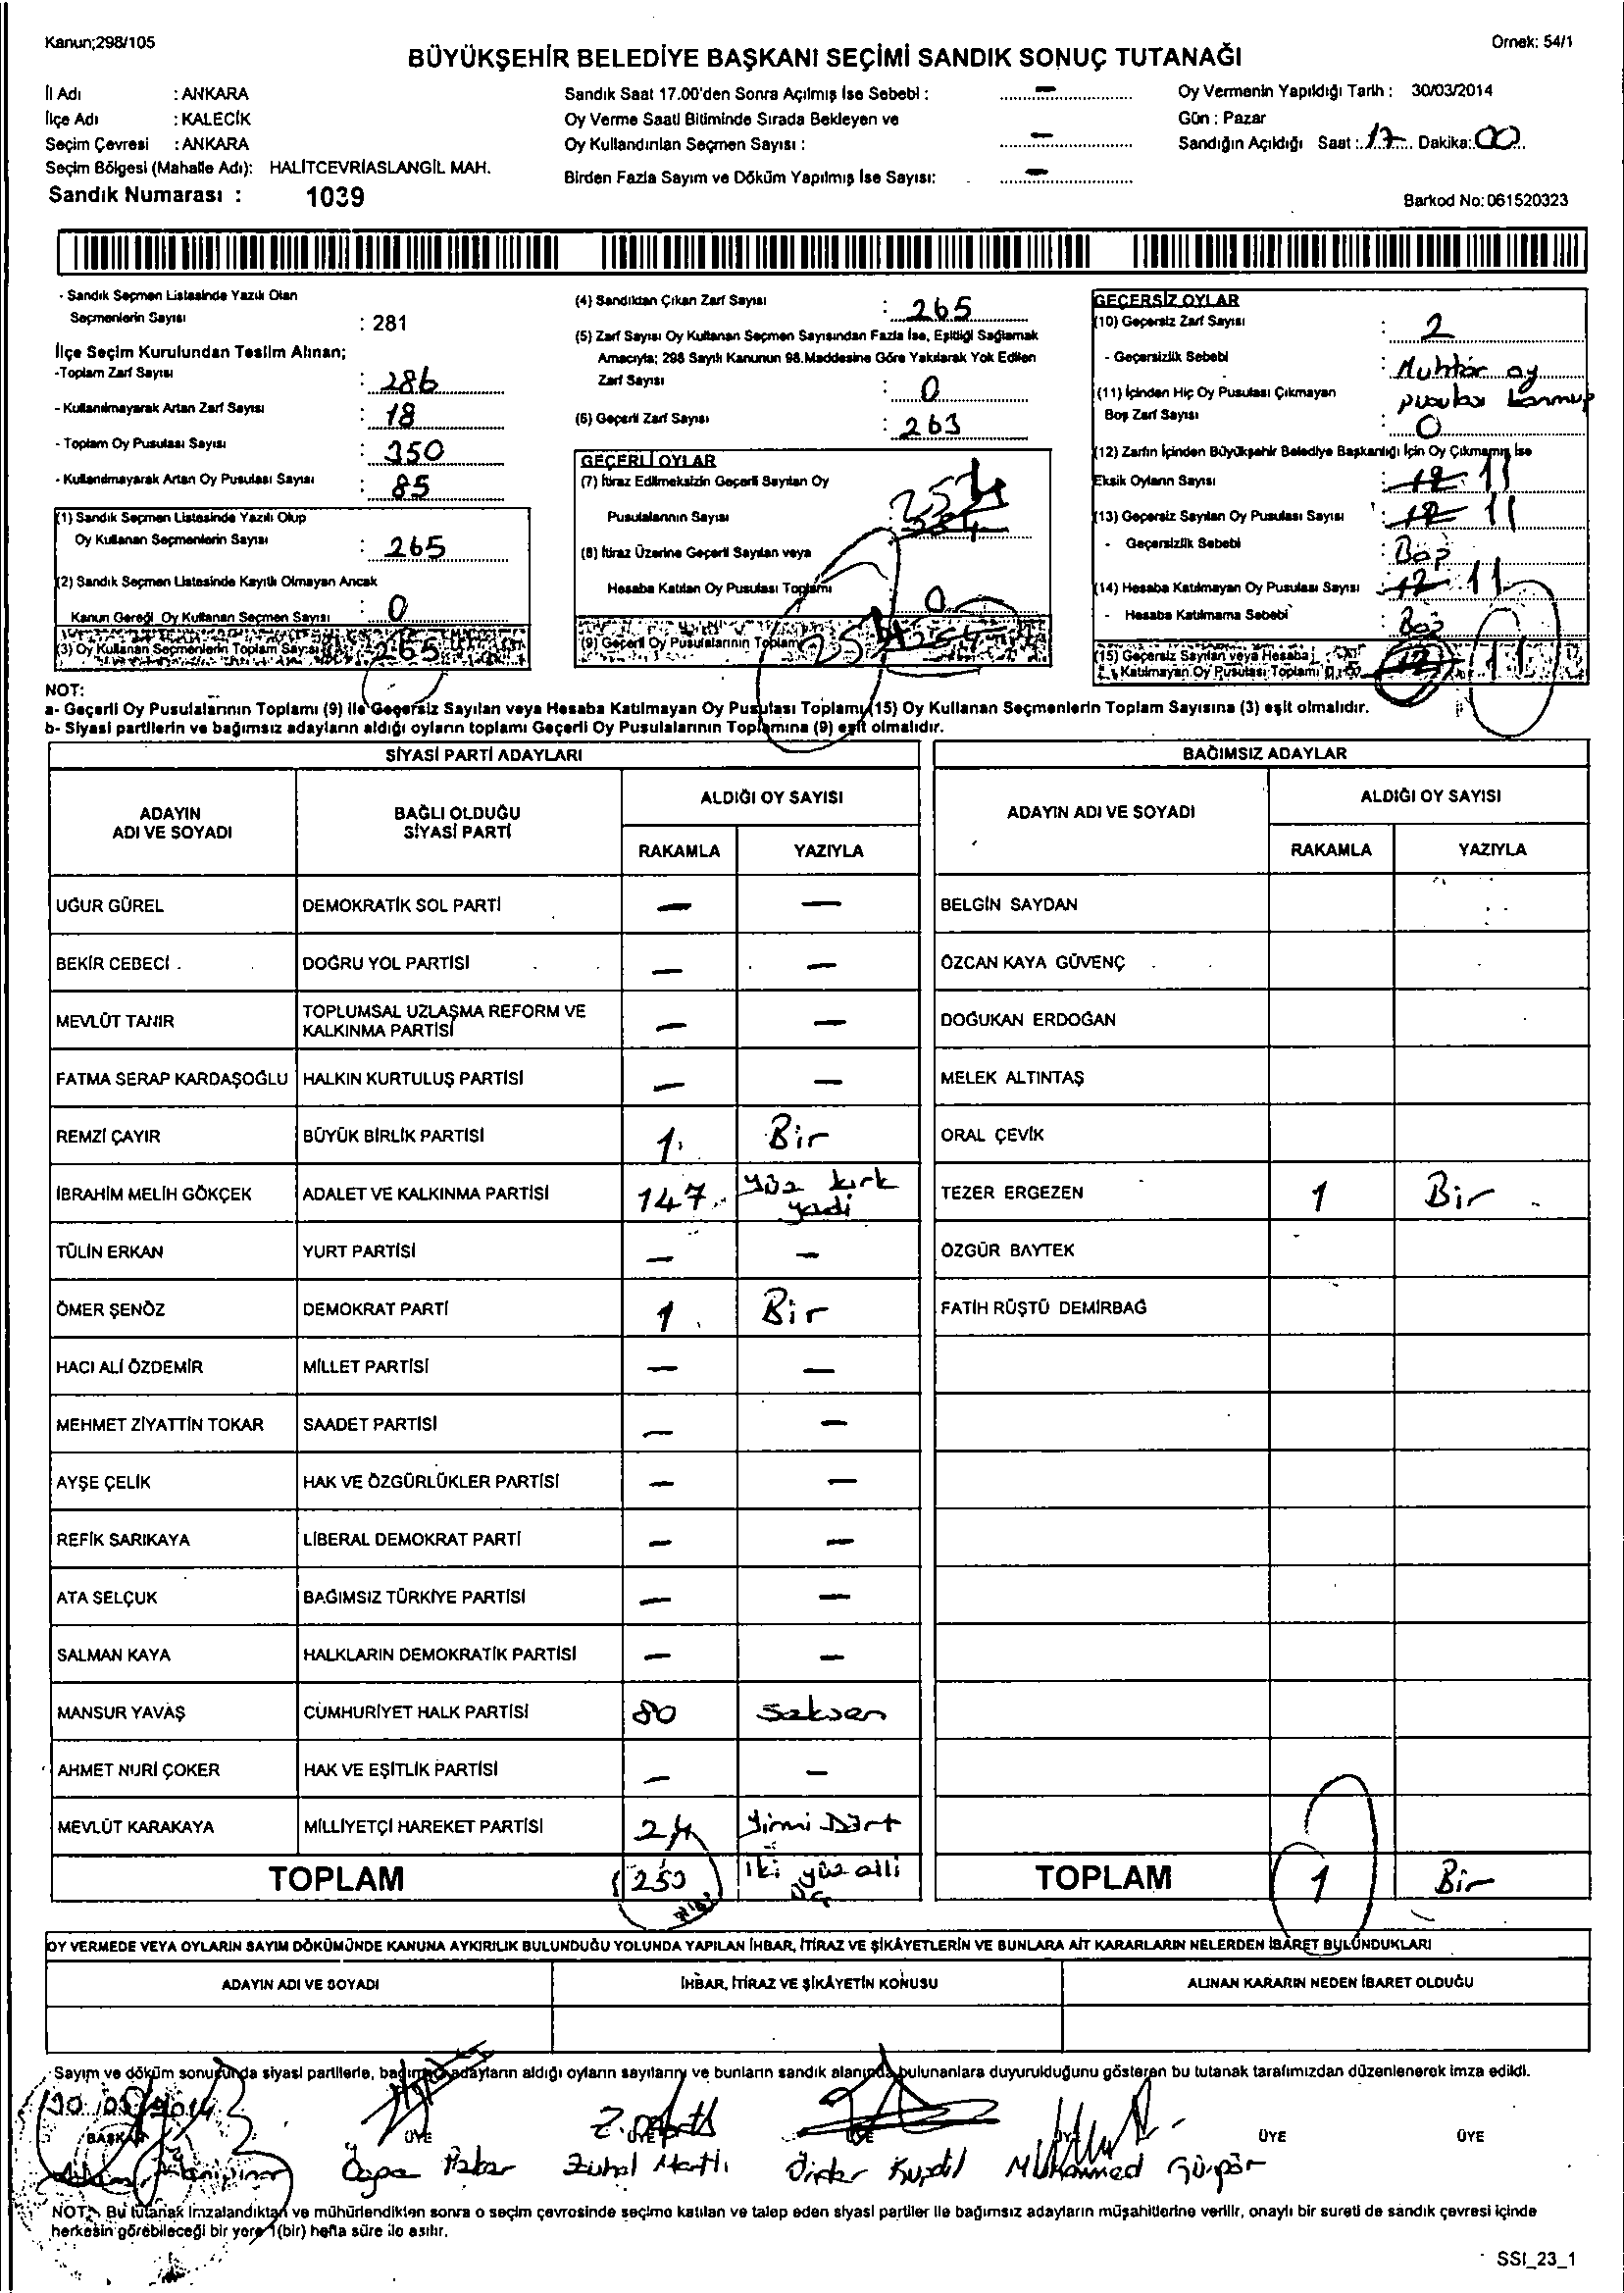 Kanun;298/105
Örnek: 54/1
BÜYÜKŞEHİR BELEDİYE BAŞKANI SEÇİMİ SANDIK SONUÇ TUTANAĞI
İl Adı : ANKARA
İlçe Adı : KALECİK
Seçim Çevresi : ANKARA
Seçim Bölgesi (Mahalle Adı): HALİTCEVRİASLANGİL MAH.
Sandık Numarası : 1039
Sandık Saat 17.00'den Sonra Açılmış İse Sebebi : –
Oy Verme Saati Bitiminde Sırada Bekleyen ve
Oy Kullandırılan Seçmen Sayısı : –
Birden Fazla Sayım ve Döküm Yapılmış İse Sayısı: –
Oy Vermenin Yapıldığı Tarih : 30/03/2014
Gün : Pazar
Sandığın Açıldığı Saat : 17 Dakika: 00
Barkod No: 061520323
- Sandık Seçmen Listesinde Yazılı Olan
Seçmenlerin Sayısı : 281
İlçe Seçim Kurulundan Teslim Alınan;
-Toplam Zarf Sayısı : 286
- Kullanılmayarak Artan Zarf Sayısı : 18
- Toplam Oy Pusulası Sayısı : 350
- Kullanılmayarak Artan Oy Pusulası Sayısı : 85
(1) Sandık Seçmen Listesinde Yazılı Olup
Oy Kullanan Seçmenlerin Sayısı : 265
(2) Sandık Seçmen Listesinde Kayıtlı Olmayan Ancak
Kanun Gereği Oy Kullanan Seçmen Sayısı : 0
(3) Oy Kullanan Seçmenlerin Toplam Sayısı 265
(4) Sandıktan Çıkan Zarf Sayısı : 265
(5) Zarf Sayısı Oy Kullanan Seçmen Sayısından Fazla İse, Eşitliği Sağlamak
Amacıyla; 298 Sayılı Kanunun 98.Maddesine Göre Yakılarak Yok Edilen
Zarf Sayısı : 0
(6) Geçerli Zarf Sayısı : 263
GEÇERLİ OYLAR
(7) İtiraz Edilmeksizin Geçerli Sayılan Oy
Pusulalarının Sayısı : 254
(8) İtiraz Üzerine Geçerli Sayılan veya
Hesaba Katılan Oy Pusulası Toplamı 0
(9) Geçerli Oy Pusulalarının Toplamı 254 254
GEÇERSİZ OYLAR
(10) Geçersiz Zarf Sayısı : 2
- Geçersizlik Sebebi : Muhtar oy
pusulası
(11) İçinden Hiç Oy Pusulası Çıkmayan
Boş Zarf Sayısı : 0
(12) Zarfın İçinden Büyükşehir Belediye Başkanlığı İçin Oy Çıkmamış İse
Eksik Oyların Sayısı : 12 11
(13) Geçersiz Sayılan Oy Pusulası Sayısı : 12 11
- Geçersizlik Sebebi : Boş
(14) Hesaba Katılmayan Oy Pusulası Sayısı : 12 11
- Hesaba Katılmama Sebebi : Boş
(15) Geçersiz Sayılan veya Hesaba
Katılmayan Oy Pusulası Toplamı 12 11
NOT:
a- Geçerli Oy Pusulalarının Toplamı (9) ile Geçersiz Sayılan veya Hesaba Katılmayan Oy Pusulası Toplamı (15) Oy Kullanan Seçmenlerin Toplam Sayısına (3) eşit olmalıdır.
b- Siyasi partilerin ve bağımsız adayların aldığı oyların toplamı Geçerli Oy Pusulalarının Toplamına (9) eşit olmalıdır.
SİYASİ PARTİ ADAYLARI
ADAYIN ADI VE SOYADI BAĞLI OLDUĞU SİYASİ PARTİ ALDIĞI OY SAYISI
RAKAMLA YAZIYLA
UĞUR GÜREL DEMOKRATİK SOL PARTİ – –
BEKİR CEBECİ DOĞRU YOL PARTİSİ – –
MEVLÜT TANIR TOPLUMSAL UZLAŞMA REFORM VE KALKINMA PARTİSİ – –
FATMA SERAP KARDAŞOĞLU HALKIN KURTULUŞ PARTİSİ – –
REMZİ ÇAYIR BÜYÜK BİRLİK PARTİSİ 1 Bir
İBRAHİM MELİH GÖKÇEK ADALET VE KALKINMA PARTİSİ 147 yüz kırk yedi
TÜLİN ERKAN YURT PARTİSİ – –
ÖMER ŞENÖZ DEMOKRAT PARTİ 1 Bir
HACI ALİ ÖZDEMİR MİLLET PARTİSİ – –
MEHMET ZİYATTİN TOKAR SAADET PARTİSİ – –
AYŞE ÇELİK HAK VE ÖZGÜRLÜKLER PARTİSİ – –
REFİK SARIKAYA LİBERAL DEMOKRAT PARTİ – –
ATA SELÇUK BAĞIMSIZ TÜRKİYE PARTİSİ – –
SALMAN KAYA HALKLARIN DEMOKRATİK PARTİSİ – –
MANSUR YAVAŞ CUMHURİYET HALK PARTİSİ 80 Seksen
AHMET NURİ ÇOKER HAK VE EŞİTLİK PARTİSİ – –
MEVLÜT KARAKAYA MİLLİYETÇİ HAREKET PARTİSİ 24 Yirmi Dört
TOPLAM 253 iki yüz elli üç
BAĞIMSIZ ADAYLAR
ADAYIN ADI VE SOYADI ALDIĞI OY SAYISI
RAKAMLA YAZIYLA
BELGİN SAYDAN
ÖZCAN KAYA GÜVENÇ
DOĞUKAN ERDOĞAN
MELEK ALTINTAŞ
ORAL ÇEVİK
TEZER ERGEZEN 1 Bir
ÖZGÜR BAYTEK
FATİH RÜŞTÜ DEMİRBAĞ
TOPLAM 1 Bir
OY VERMEDE VEYA OYLARIN SAYIM DÖKÜMÜNDE KANUNA AYKIRILIK BULUNDUĞU YOLUNDA YAPILAN İHBAR, İTİRAZ VE ŞİKÂYETLERİN VE BUNLARA AİT KARARLARIN NELERDEN İBARET BULUNDUKLARI
ADAYIN ADI VE SOYADI İHBAR, İTİRAZ VE ŞİKÂYETİN KONUSU ALINAN KARARIN NEDEN İBARET OLDUĞU
Sayım ve döküm sonucunda siyasi partilerle, bağımsız adayların aldığı oyların sayılarını ve bunların sandık alanında bulunanlara duyurulduğunu gösteren bu tutanak tarafımızdan düzenlenerek imza edildi.
30/03/2014
BAŞKAN ÜYE ÜYE ÜYE ÜYE ÜYE ÜYE
Zühal Mertli Muhammed
NOT: Bu tutanak imzalandıktan ve mühürlendikten sonra o seçim çevresinde seçime katılan ve talep eden siyasi partiler ile bağımsız adayların müşahitlerine verilir, onaylı bir sureti de sandık çevresi içinde
herkesin görebileceği bir yere 1(bir) hafta süre ile asılır.
SSI_23_1